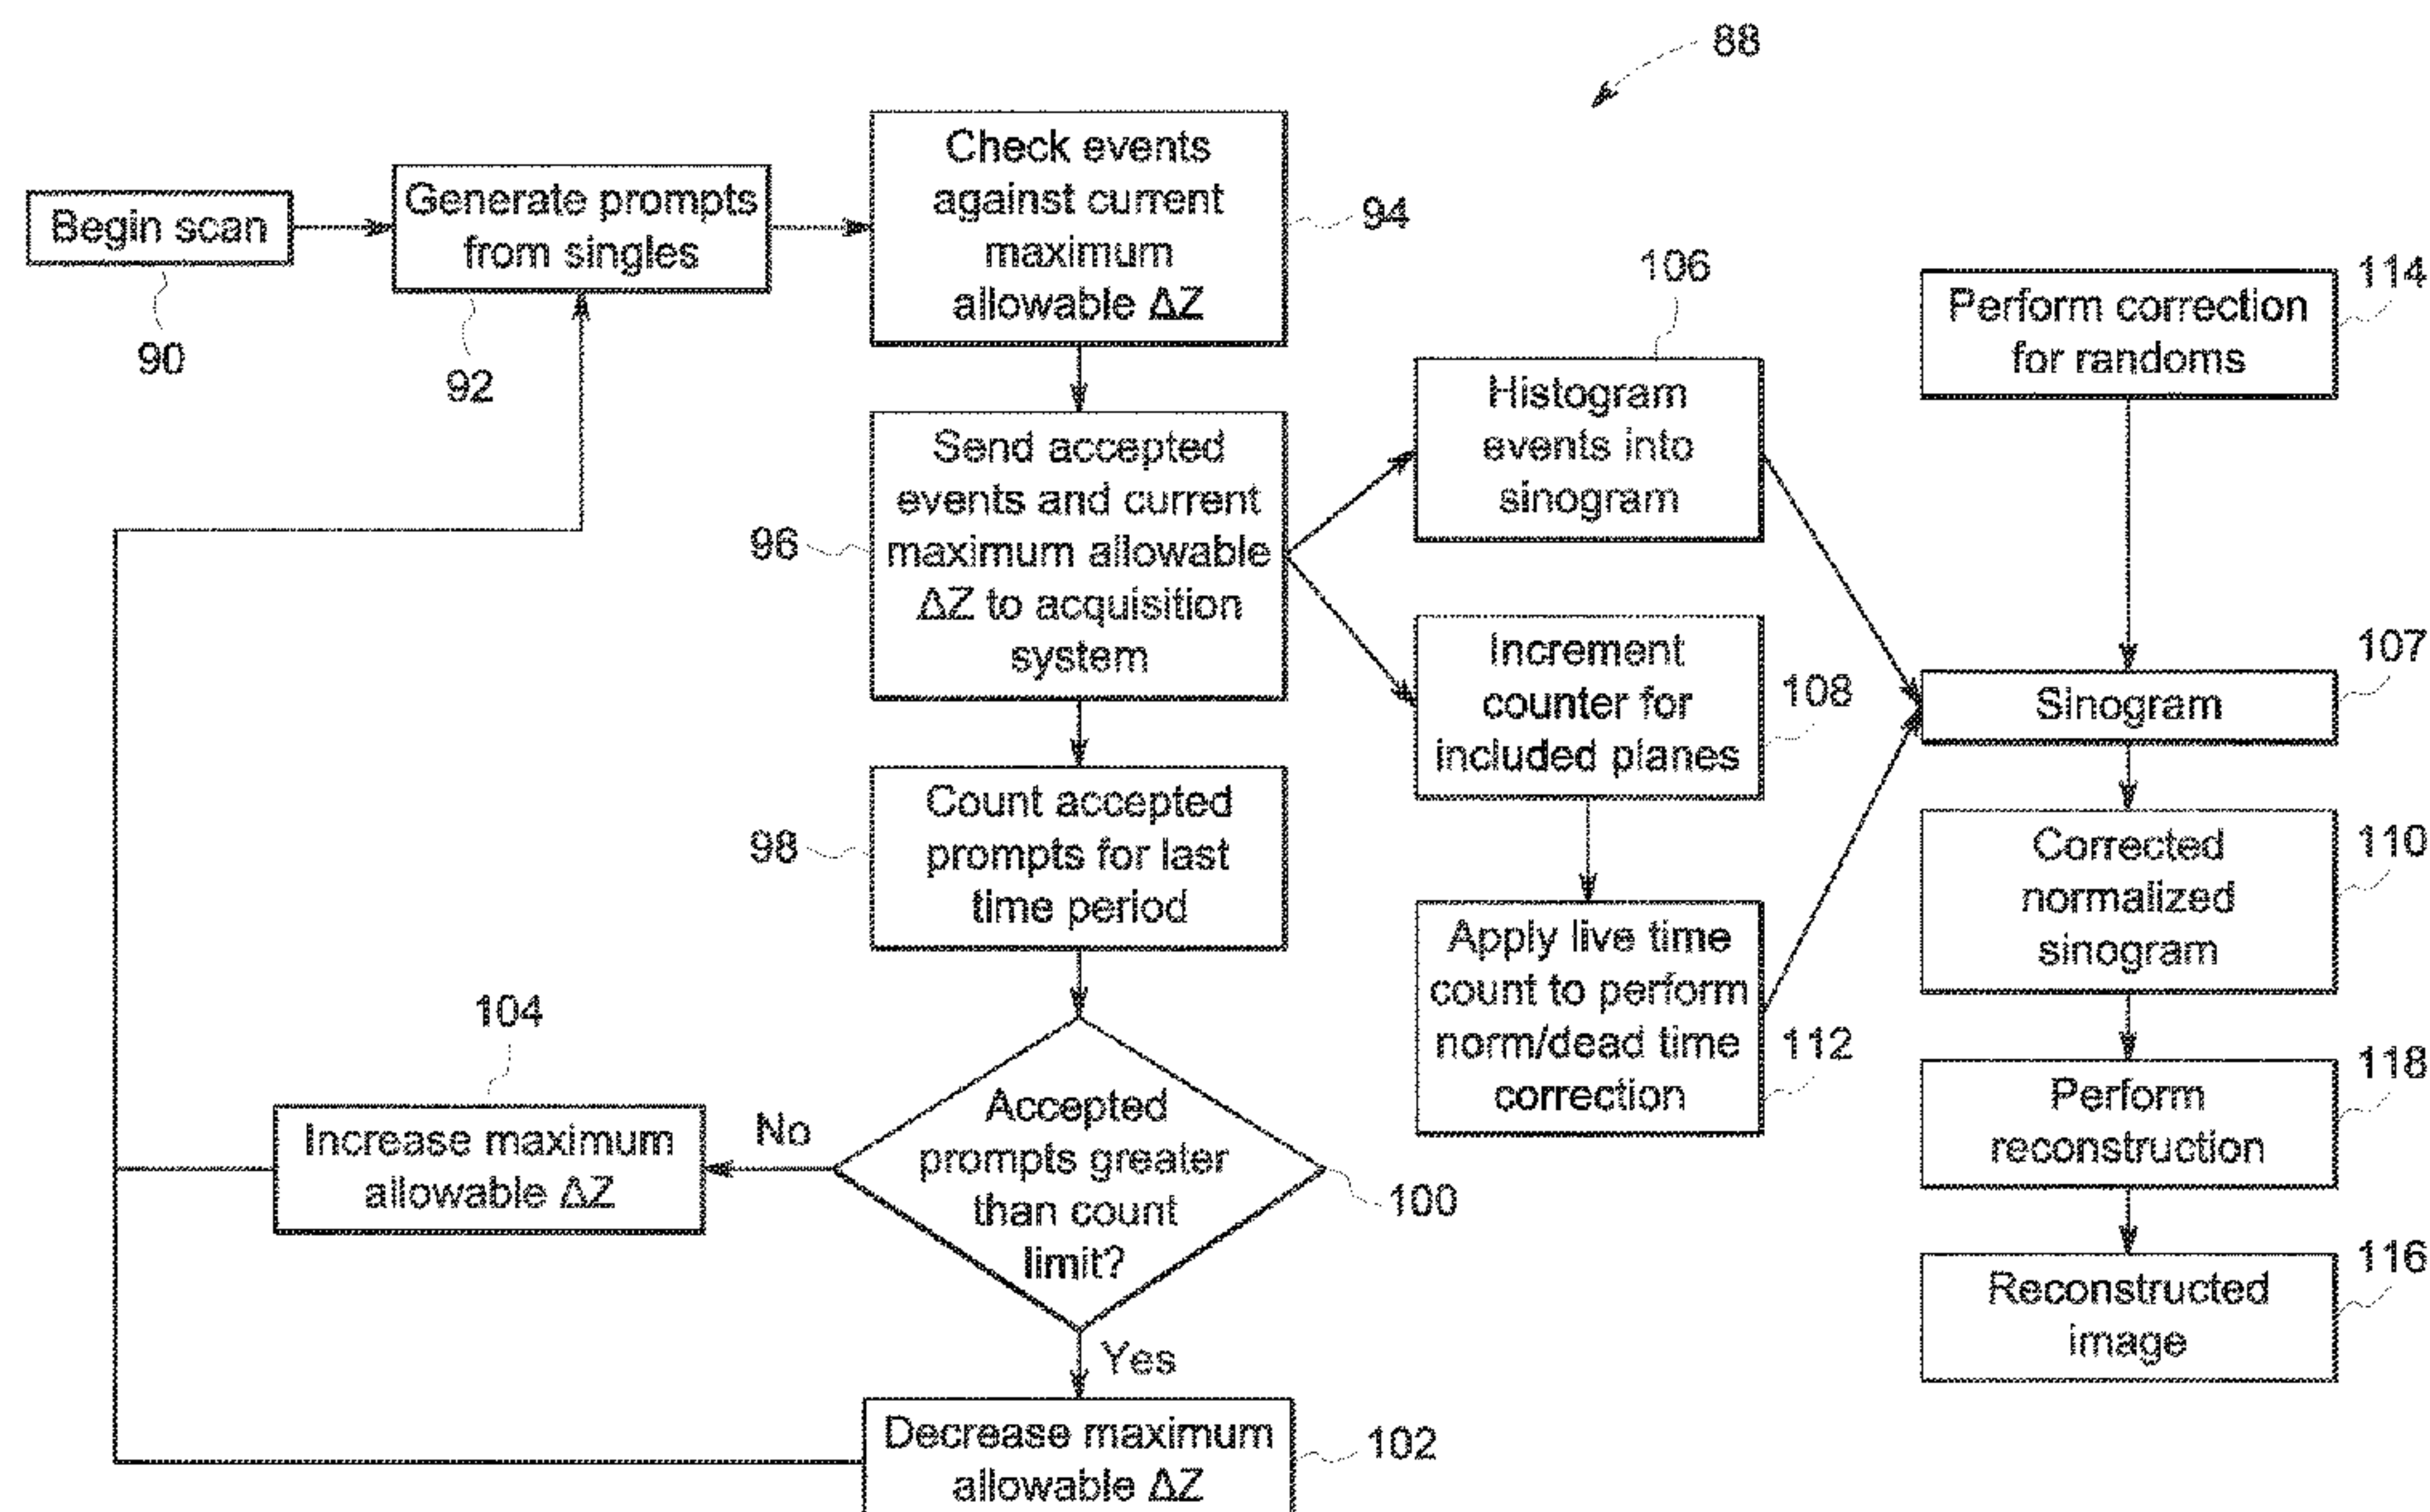 88
Begin scan
90
Generate prompts
from singles
92
Check events
against current
maximum
allowable ΔZ
94
Send accepted
events and current
maximum allowable
ΔZ to acquisition
system
96
Count accepted
prompts for last
time period
98
Accepted
prompts greater
than count
limit?
100
No
Yes
Increase maximum
allowable ΔZ
104
Decrease maximum
allowable ΔZ
102
106
Histogram
events into
sinogram
Increment
counter for
included planes
108
Apply live time
count to perform
norm/dead time
correction
112
114
Perform correction
for randoms
107
Sinogram
110
Corrected
normalized
sinogram
118
Perform
reconstruction
116
Reconstructed
image